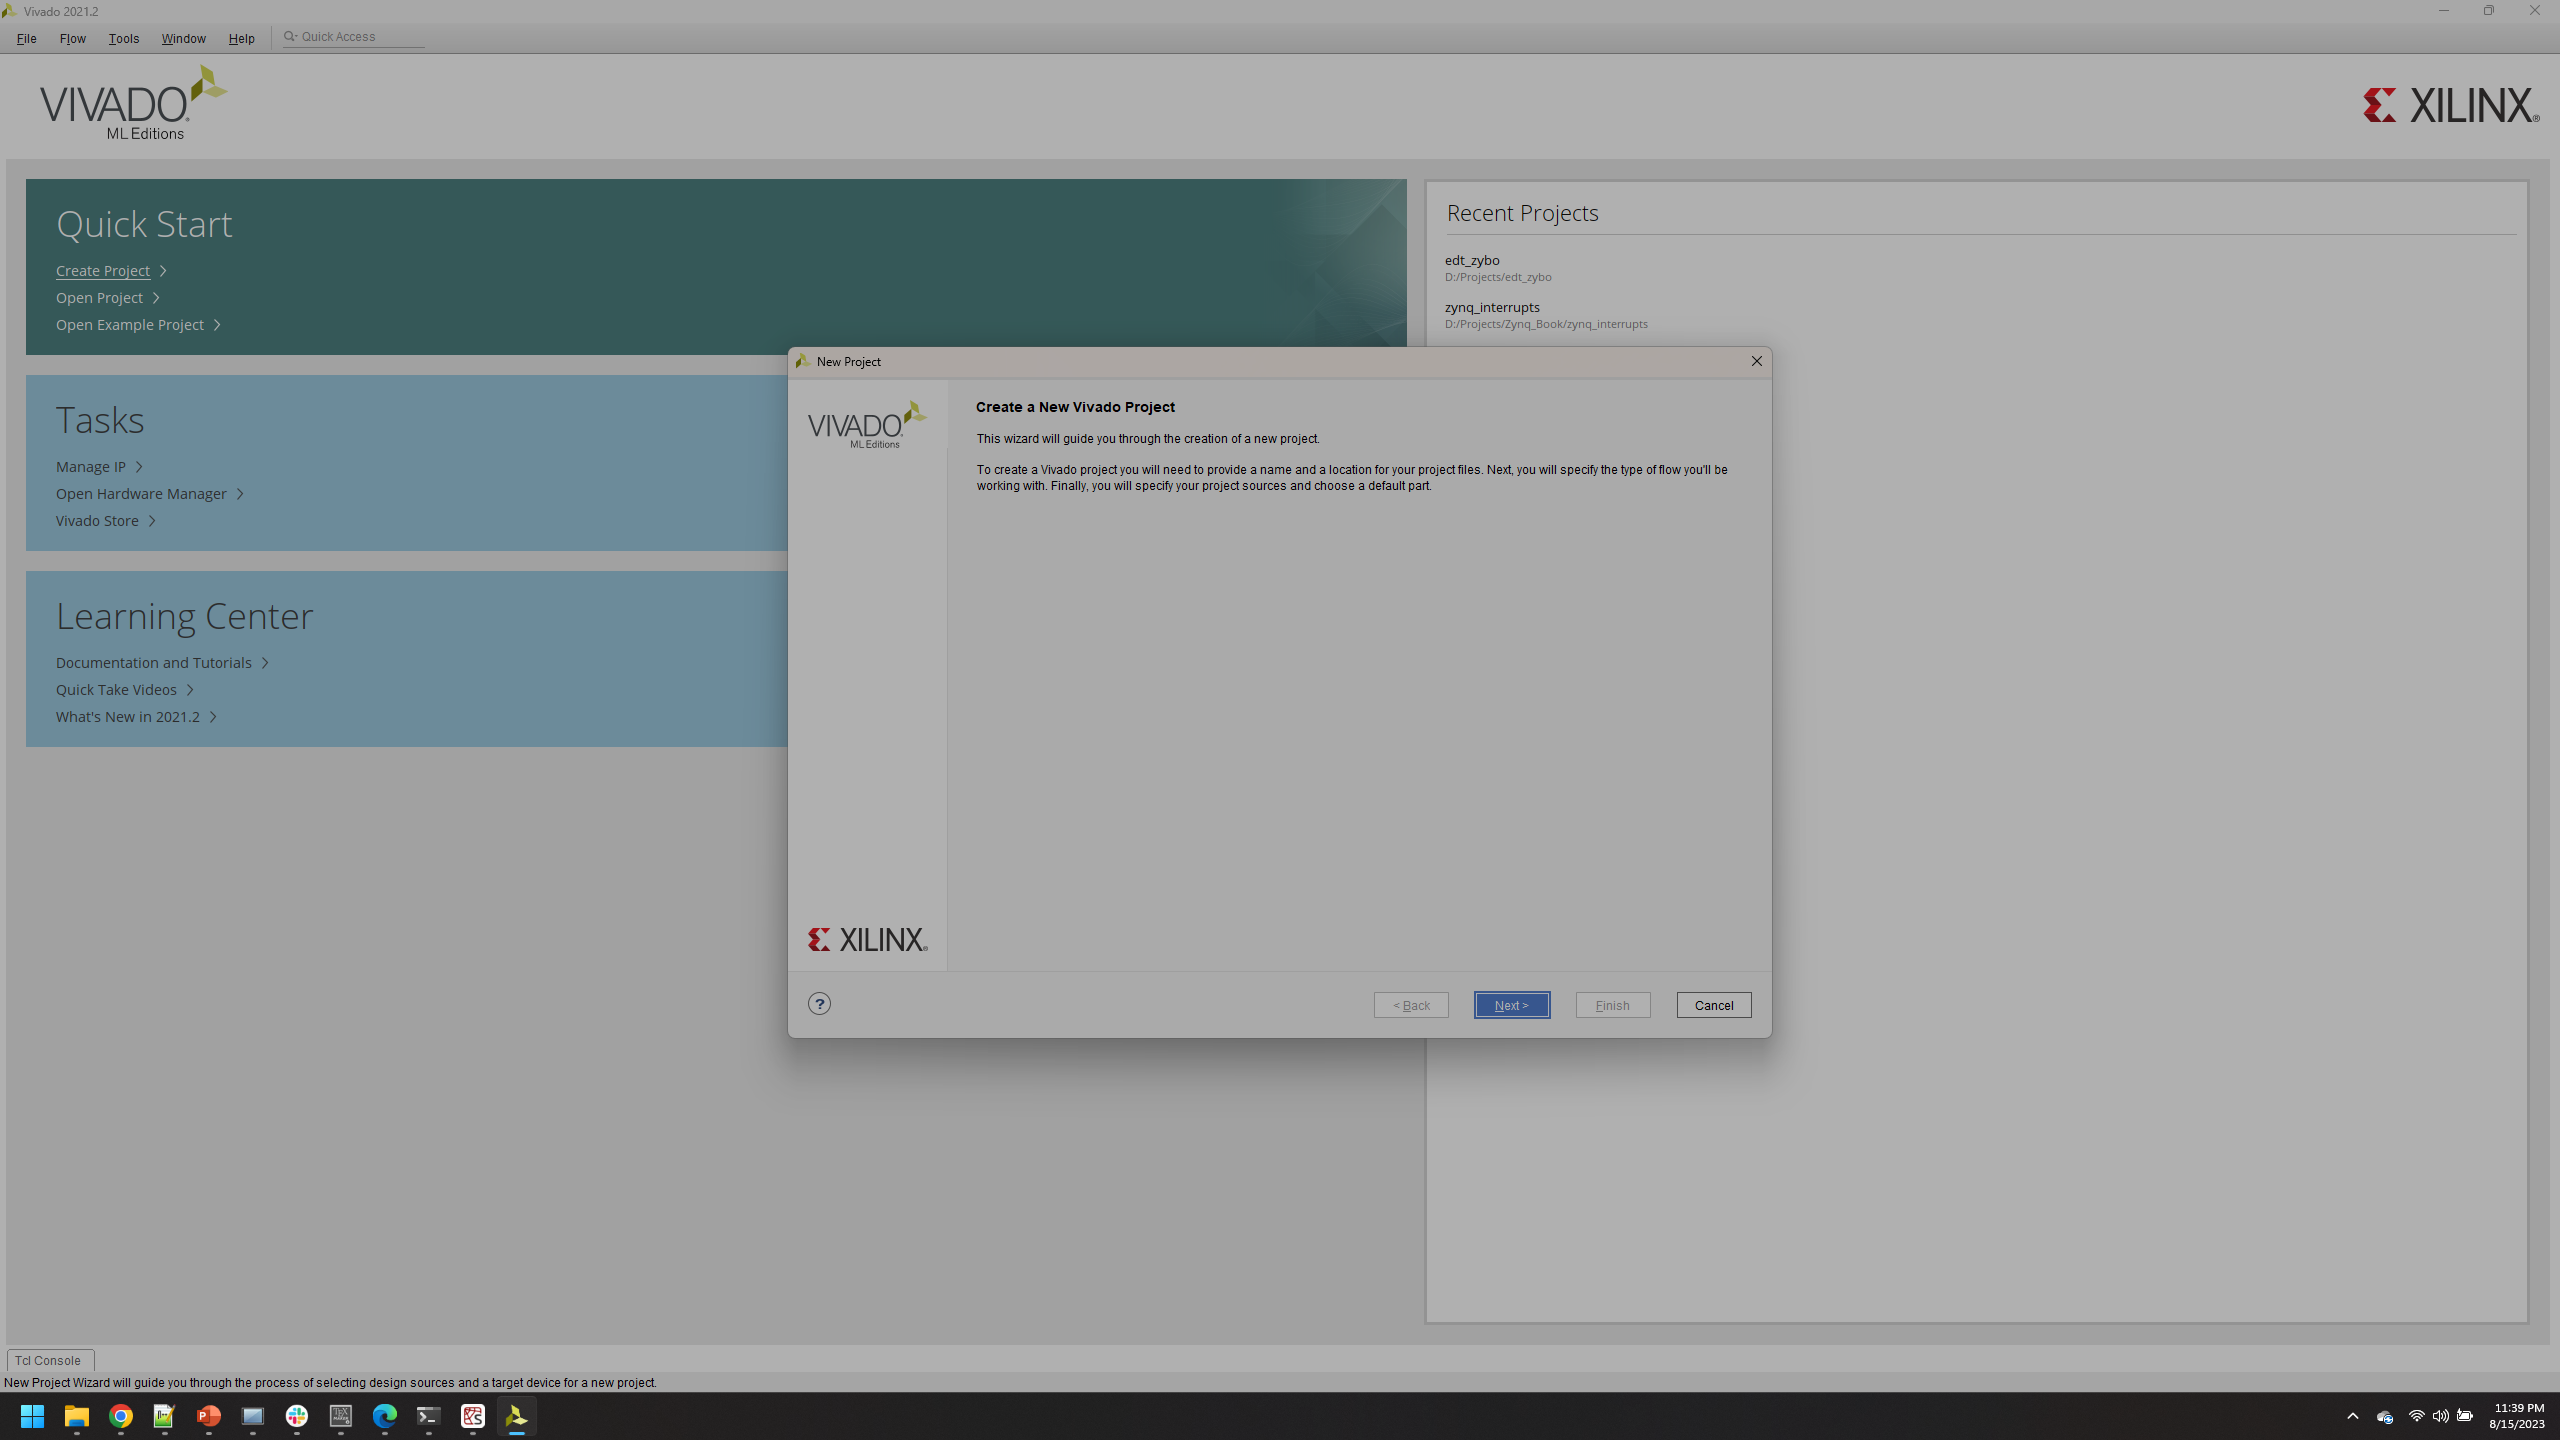 Vivado 2021.2
File Flow Tools Window Help Quick Access
VIVADO®
ML Editions
XILINX®
Quick Start
Create Project
Open Project
Open Example Project
Tasks
Manage IP
Open Hardware Manager
Vivado Store
Learning Center
Documentation and Tutorials
Quick Take Videos
What's New in 2021.2
Recent Projects
edt_zybo
D:/Projects/edt_zybo
zynq_interrupts
D:/Projects/Zynq_Book/zynq_interrupts
New Project
VIVADO®
ML Editions
Create a New Vivado Project
This wizard will guide you through the creation of a new project.
To create a Vivado project you will need to provide a name and a location for your project files. Next, you will specify the type of flow you'll be
working with. Finally, you will specify your project sources and choose a default part.
XILINX®
? < Back Next > Finish Cancel
Tcl Console
New Project Wizard will guide you through the process of selecting design sources and a target device for a new project.
11:39 PM
8/15/2023